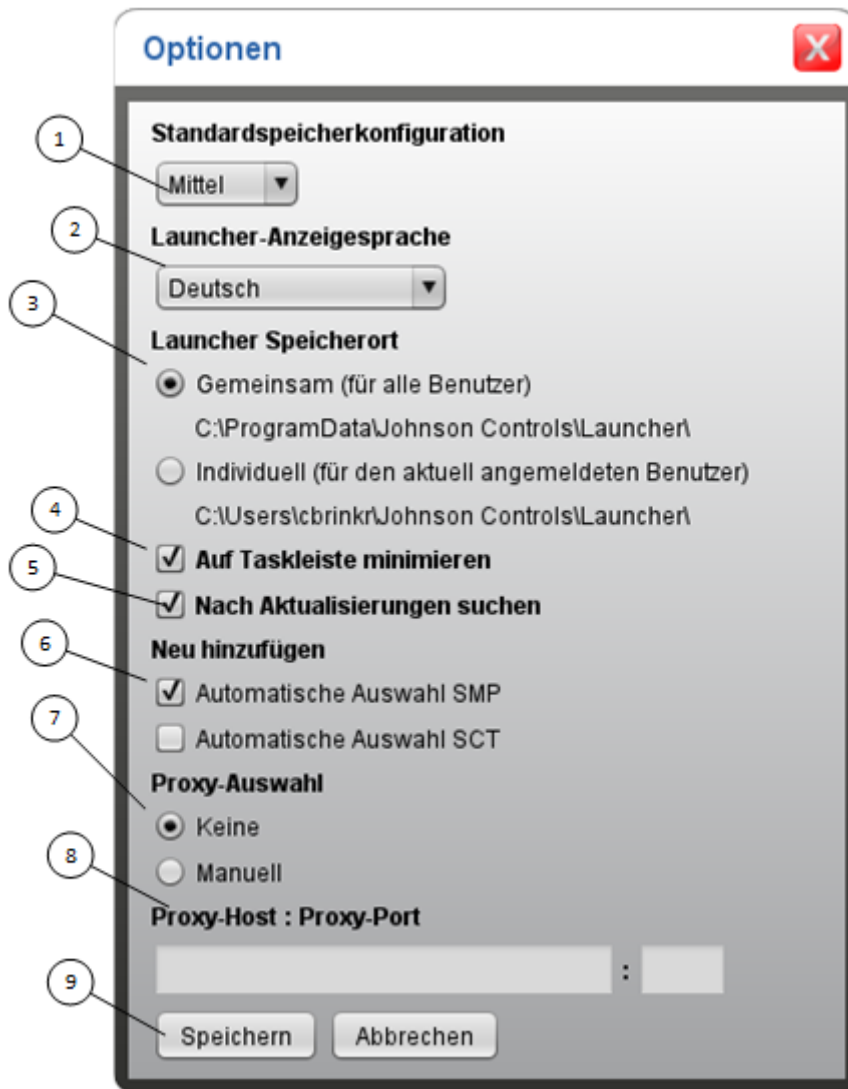 Optionen
X
Standardspeicherkonfiguration
1
Mittel
2
Launcher-Anzeigesprache
Deutsch
3
Launcher Speicherort
Gemeinsam (für alle Benutzer)
C:\ProgramData\Johnson Controls\Launcher\
Individuell (für den aktuell angemeldeten Benutzer)
C:\Users\cbrinkr\Johnson Controls\Launcher\
4
Auf Taskleiste minimieren
5
Nach Aktualisierungen suchen
6
Neu hinzufügen
Automatische Auswahl SMP
7
Automatische Auswahl SCT
Proxy-Auswahl
Keine
8
Manuell
Proxy-Host : Proxy-Port
:
9
Speichern Abbrechen